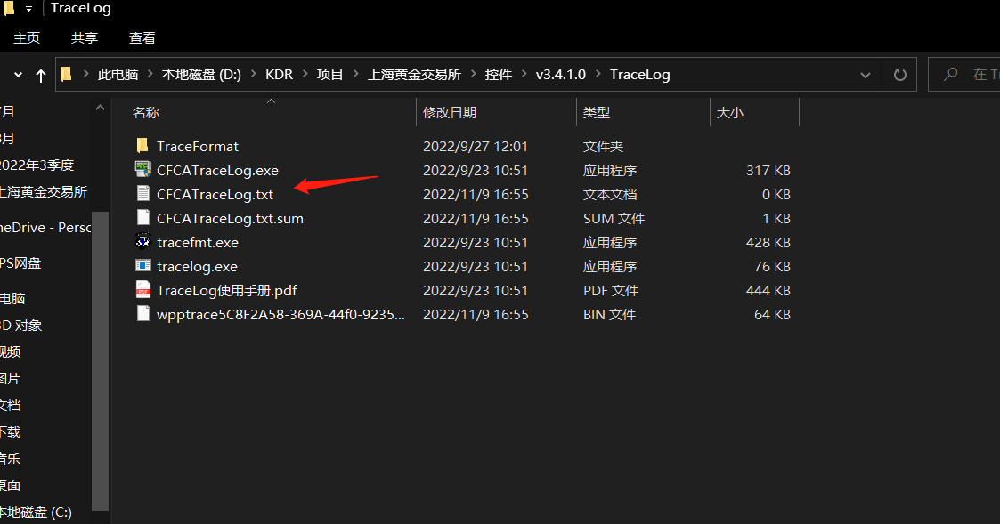 TraceLog
主页 共享 查看
此电脑 本地磁盘 (D:) KDR 项目 上海黄金交易所 控件 v3.4.1.0 TraceLog 在 Tr
名称 修改日期 类型 大小
TraceFormat 2022/9/27 12:01 文件夹
CFCATraceLog.exe 2022/9/23 10:51 应用程序 317 KB
CFCATraceLog.txt 2022/11/9 16:55 文本文档 0 KB
CFCATraceLog.txt.sum 2022/11/9 16:55 SUM 文件 1 KB
tracefmt.exe 2022/9/23 10:51 应用程序 428 KB
tracelog.exe 2022/9/23 10:51 应用程序 76 KB
TraceLog使用手册.pdf 2022/9/23 10:51 PDF 文件 444 KB
wpptrace5C8F2A58-369A-44f0-9235... 2022/11/9 16:55 BIN 文件 64 KB
月
月
2022年3季度
上海黄金交易所
neDrive - Perso
PS网盘
电脑
3D 对象
视频
图片
文档
下载
音乐
桌面
本地磁盘 (C:)
PDF